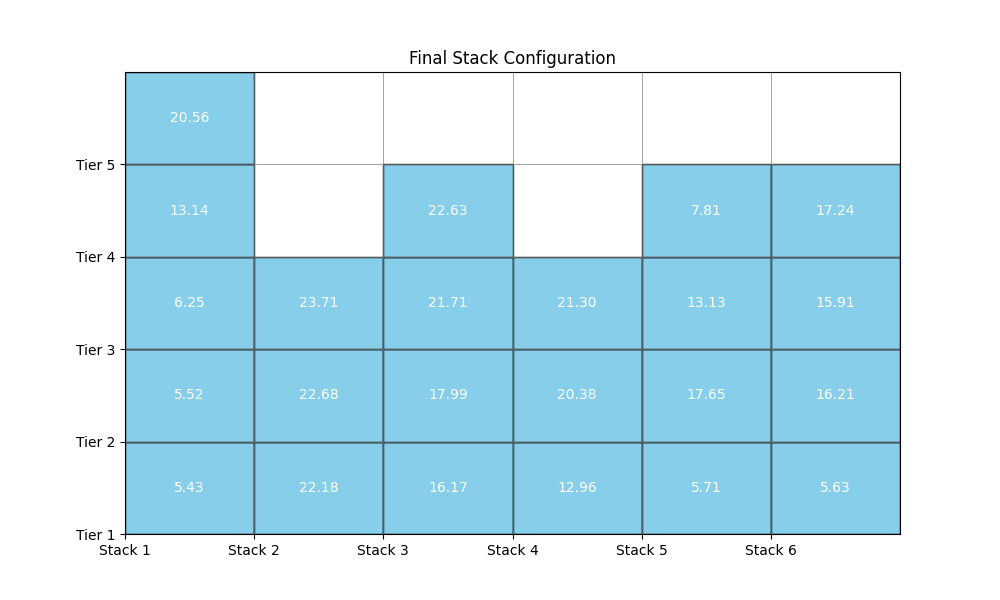 Final Stack Configuration
20.56
Tier 5
13.14 22.63 7.81 17.24
Tier 4
6.25 23.71 21.71 21.30 13.13 15.91
Tier 3
5.52 22.68 17.99 20.38 17.65 16.21
Tier 2
5.43 22.18 16.17 12.96 5.71 5.63
Tier 1
Stack 1 Stack 2 Stack 3 Stack 4 Stack 5 Stack 6